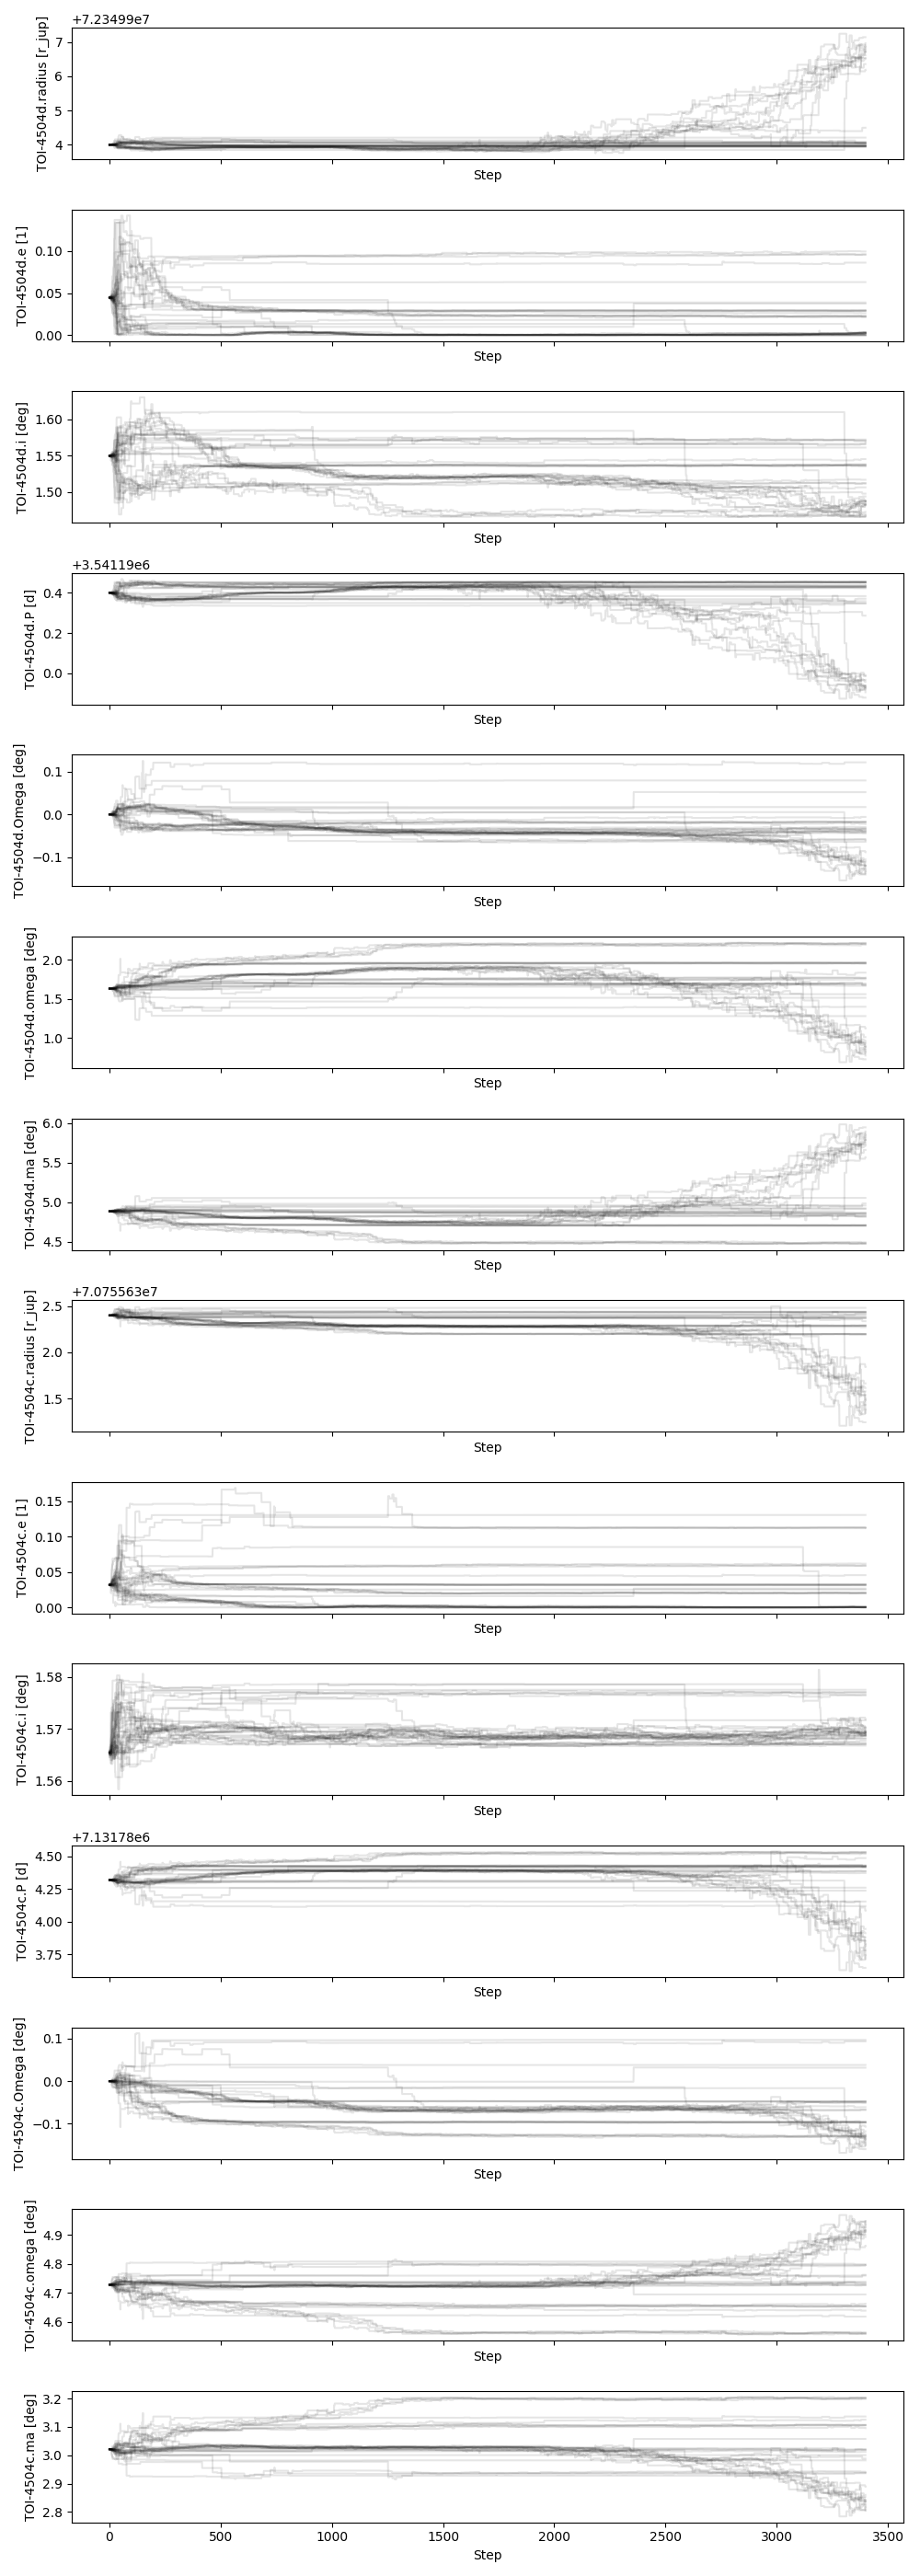 +7.23499e7
TOI-4504d.radius [r_jup]
7
6
5
4
Step
TOI-4504d.e [1]
0.10
0.05
0.00
Step
TOI-4504d.i [deg]
1.60
1.55
1.50
Step
+3.54119e6
TOI-4504d.P [d]
0.4
0.2
0.0
Step
TOI-4504d.Omega [deg]
0.1
0.0
−0.1
Step
TOI-4504d.omega [deg]
2.0
1.5
1.0
Step
TOI-4504d.ma [deg]
6.0
5.5
5.0
4.5
Step
+7.075563e7
TOI-4504c.radius [r_jup]
2.5
2.0
1.5
Step
TOI-4504c.e [1]
0.15
0.10
0.05
0.00
Step
TOI-4504c.i [deg]
1.58
1.57
1.56
Step
+7.13178e6
TOI-4504c.P [d]
4.50
4.25
4.00
3.75
Step
TOI-4504c.Omega [deg]
0.1
0.0
−0.1
Step
TOI-4504c.omega [deg]
4.9
4.8
4.7
4.6
Step
TOI-4504c.ma [deg]
3.2
3.1
3.0
2.9
2.8
0 500 1000 1500 2000 2500 3000 3500
Step